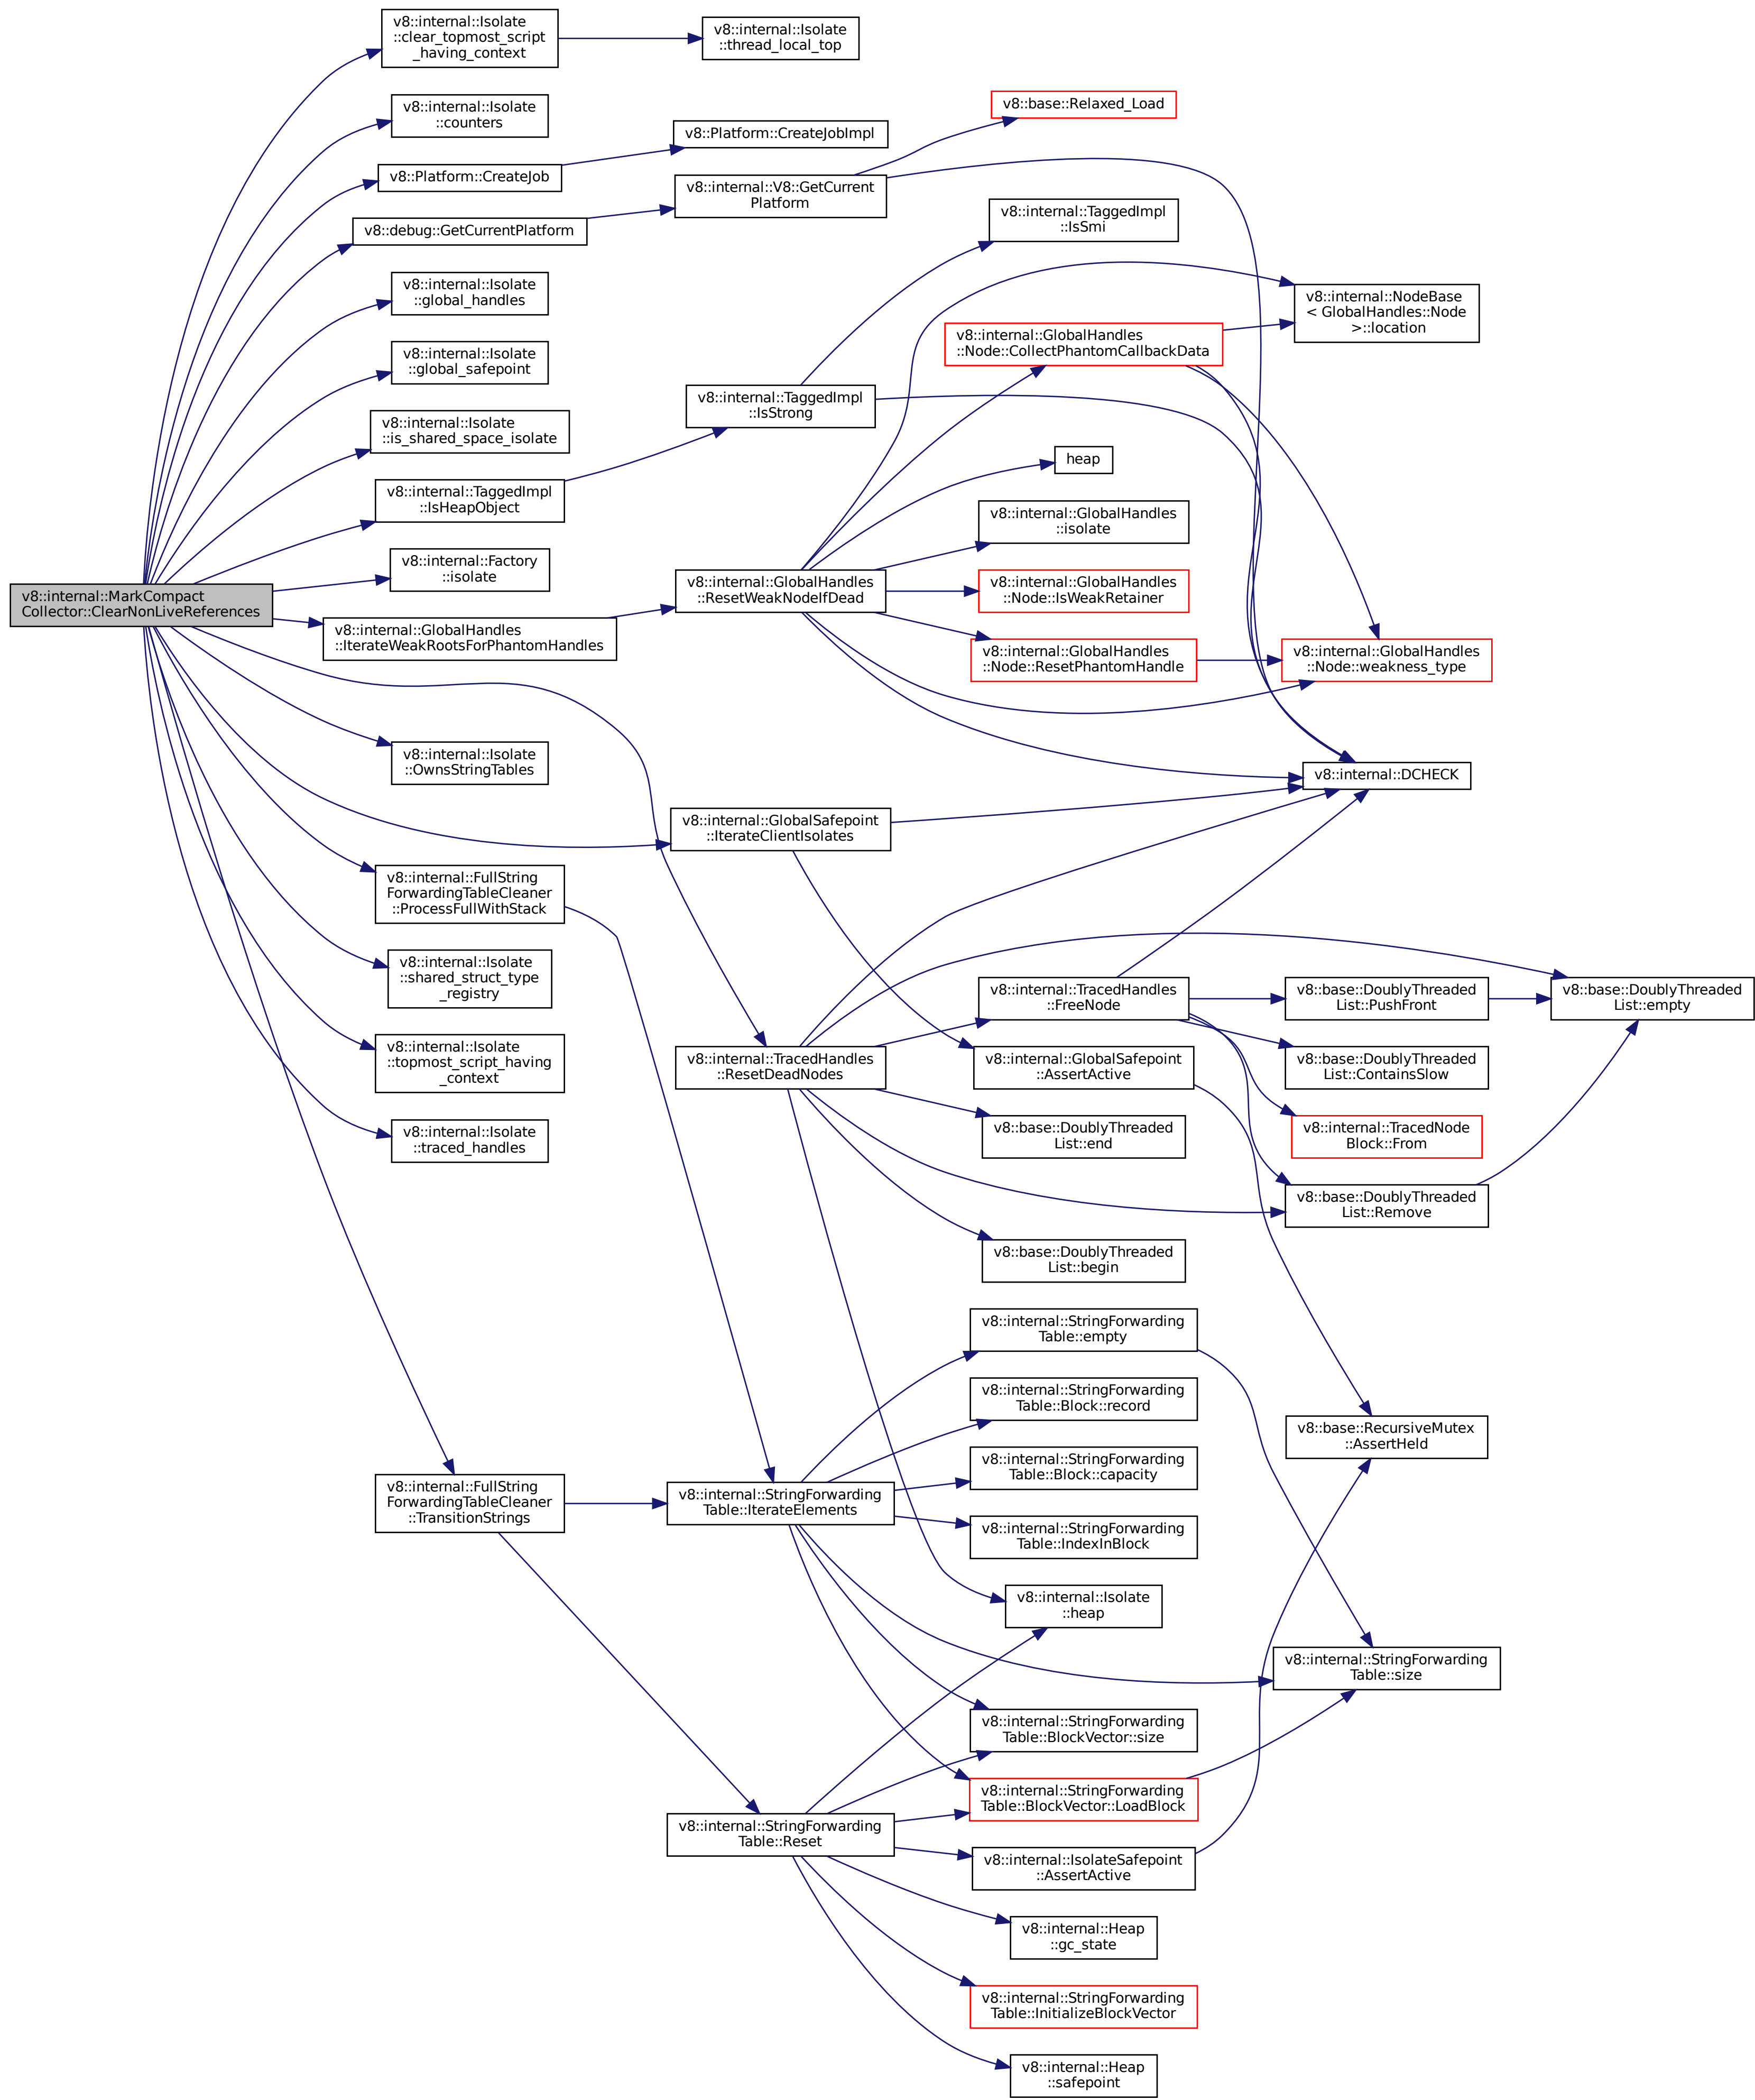 v8::internal::MarkCompact
Collector::ClearNonLiveReferences
v8::internal::Isolate
::clear_topmost_script
_having_context
v8::internal::Isolate
::counters
v8::Platform::CreateJob
v8::debug::GetCurrentPlatform
v8::internal::Isolate
::global_handles
v8::internal::Isolate
::global_safepoint
v8::internal::Isolate
::is_shared_space_isolate
v8::internal::TaggedImpl
::IsHeapObject
v8::internal::Factory
::isolate
v8::internal::GlobalHandles
::IterateWeakRootsForPhantomHandles
v8::internal::Isolate
::OwnsStringTables
v8::internal::FullString
ForwardingTableCleaner
::ProcessFullWithStack
v8::internal::Isolate
::shared_struct_type
_registry
v8::internal::Isolate
::topmost_script_having
_context
v8::internal::Isolate
::traced_handles
v8::internal::FullString
ForwardingTableCleaner
::TransitionStrings
v8::internal::Isolate
::thread_local_top
v8::Platform::CreateJobImpl
v8::internal::V8::GetCurrent
Platform
v8::internal::TaggedImpl
::IsStrong
v8::internal::GlobalHandles
::ResetWeakNodeIfDead
v8::internal::GlobalSafepoint
::IterateClientIsolates
v8::internal::TracedHandles
::ResetDeadNodes
v8::internal::StringForwarding
Table::IterateElements
v8::internal::StringForwarding
Table::Reset
v8::base::Relaxed_Load
v8::internal::TaggedImpl
::IsSmi
v8::internal::GlobalHandles
::Node::CollectPhantomCallbackData
heap
v8::internal::GlobalHandles
::isolate
v8::internal::GlobalHandles
::Node::IsWeakRetainer
v8::internal::GlobalHandles
::Node::ResetPhantomHandle
v8::internal::TracedHandles
::FreeNode
v8::internal::GlobalSafepoint
::AssertActive
v8::base::DoublyThreaded
List::end
v8::base::DoublyThreaded
List::begin
v8::internal::StringForwarding
Table::empty
v8::internal::StringForwarding
Table::Block::record
v8::internal::StringForwarding
Table::Block::capacity
v8::internal::StringForwarding
Table::IndexInBlock
v8::internal::Isolate
::heap
v8::internal::StringForwarding
Table::BlockVector::size
v8::internal::StringForwarding
Table::BlockVector::LoadBlock
v8::internal::IsolateSafepoint
::AssertActive
v8::internal::Heap
::gc_state
v8::internal::StringForwarding
Table::InitializeBlockVector
v8::internal::Heap
::safepoint
v8::internal::NodeBase
< GlobalHandles::Node
>::location
v8::internal::GlobalHandles
::Node::weakness_type
v8::internal::DCHECK
v8::base::DoublyThreaded
List::PushFront
v8::base::DoublyThreaded
List::ContainsSlow
v8::internal::TracedNode
Block::From
v8::base::DoublyThreaded
List::Remove
v8::base::RecursiveMutex
::AssertHeld
v8::internal::StringForwarding
Table::size
v8::base::DoublyThreaded
List::empty